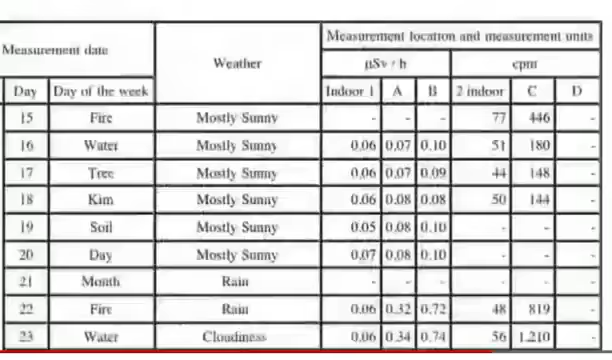 Measurement date Weather Measurement location and measurement units
µSv / h cpm
Day Day of the week Indoor 1 A B 2 indoor C D
15 Fire Mostly Sunny - - - 77 446 -
16 Water Mostly Sunny 0.06 0.07 0.10 51 180 -
17 Tree Mostly Sunny 0.06 0.07 0.09 44 148 -
18 Kim Mostly Sunny 0.06 0.08 0.08 50 144 -
19 Soil Mostly Sunny 0.05 0.08 0.10 - - -
20 Day Mostly Sunny 0.07 0.08 0.10 - - -
21 Month Rain - - - - - -
22 Fire Rain 0.06 0.32 0.72 48 819 -
23 Water Cloudiness 0.06 0.34 0.74 56 1.210 -